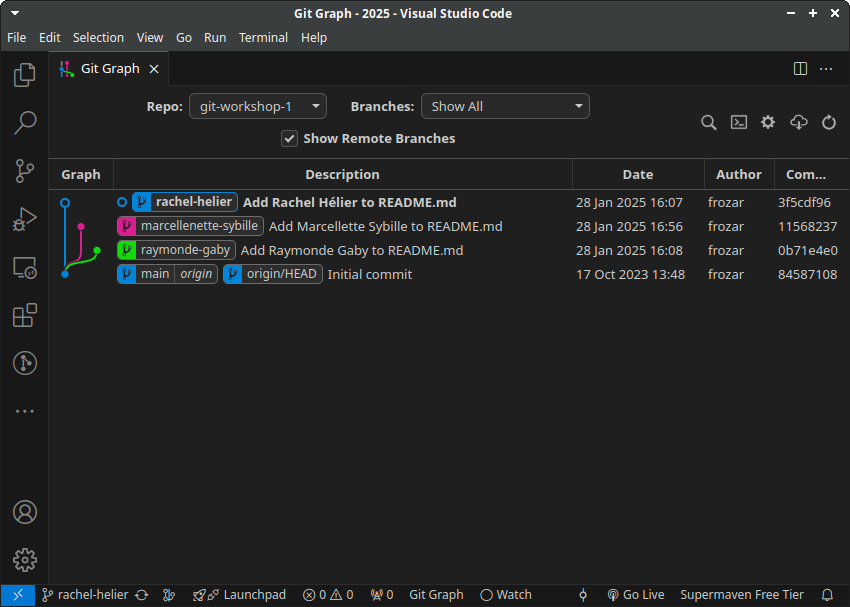 Git Graph - 2025 - Visual Studio Code
File Edit Selection View Go Run Terminal Help
Git Graph
Repo: git-workshop-1 Branches: Show All
Show Remote Branches
Graph Description Date Author Com...
rachel-helier Add Rachel Hélier to README.md 28 Jan 2025 16:07 frozar 3f5cdf96
marcellenette-sybille Add Marcellette Sybille to README.md 28 Jan 2025 16:56 frozar 11568237
raymonde-gaby Add Raymonde Gaby to README.md 28 Jan 2025 16:08 frozar 0b71e4e0
main origin origin/HEAD Initial commit 17 Oct 2023 13:48 frozar 84587108
rachel-helier Launchpad 0 0 0 Git Graph Watch Go Live Supermaven Free Tier